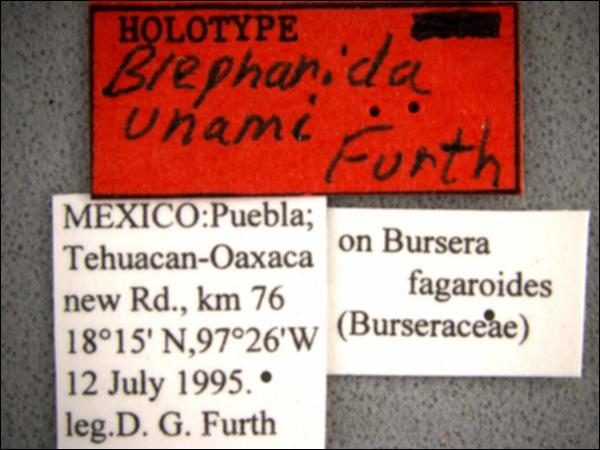 HOLOTYPE
Blepharida
unami
Furth
MEXICO:Puebla;
Tehuacan-Oaxaca
new Rd., km 76
18°15' N,97°26'W
12 July 1995.
leg.D. G. Furth
on Bursera
fagaroides
(Burseraceae)